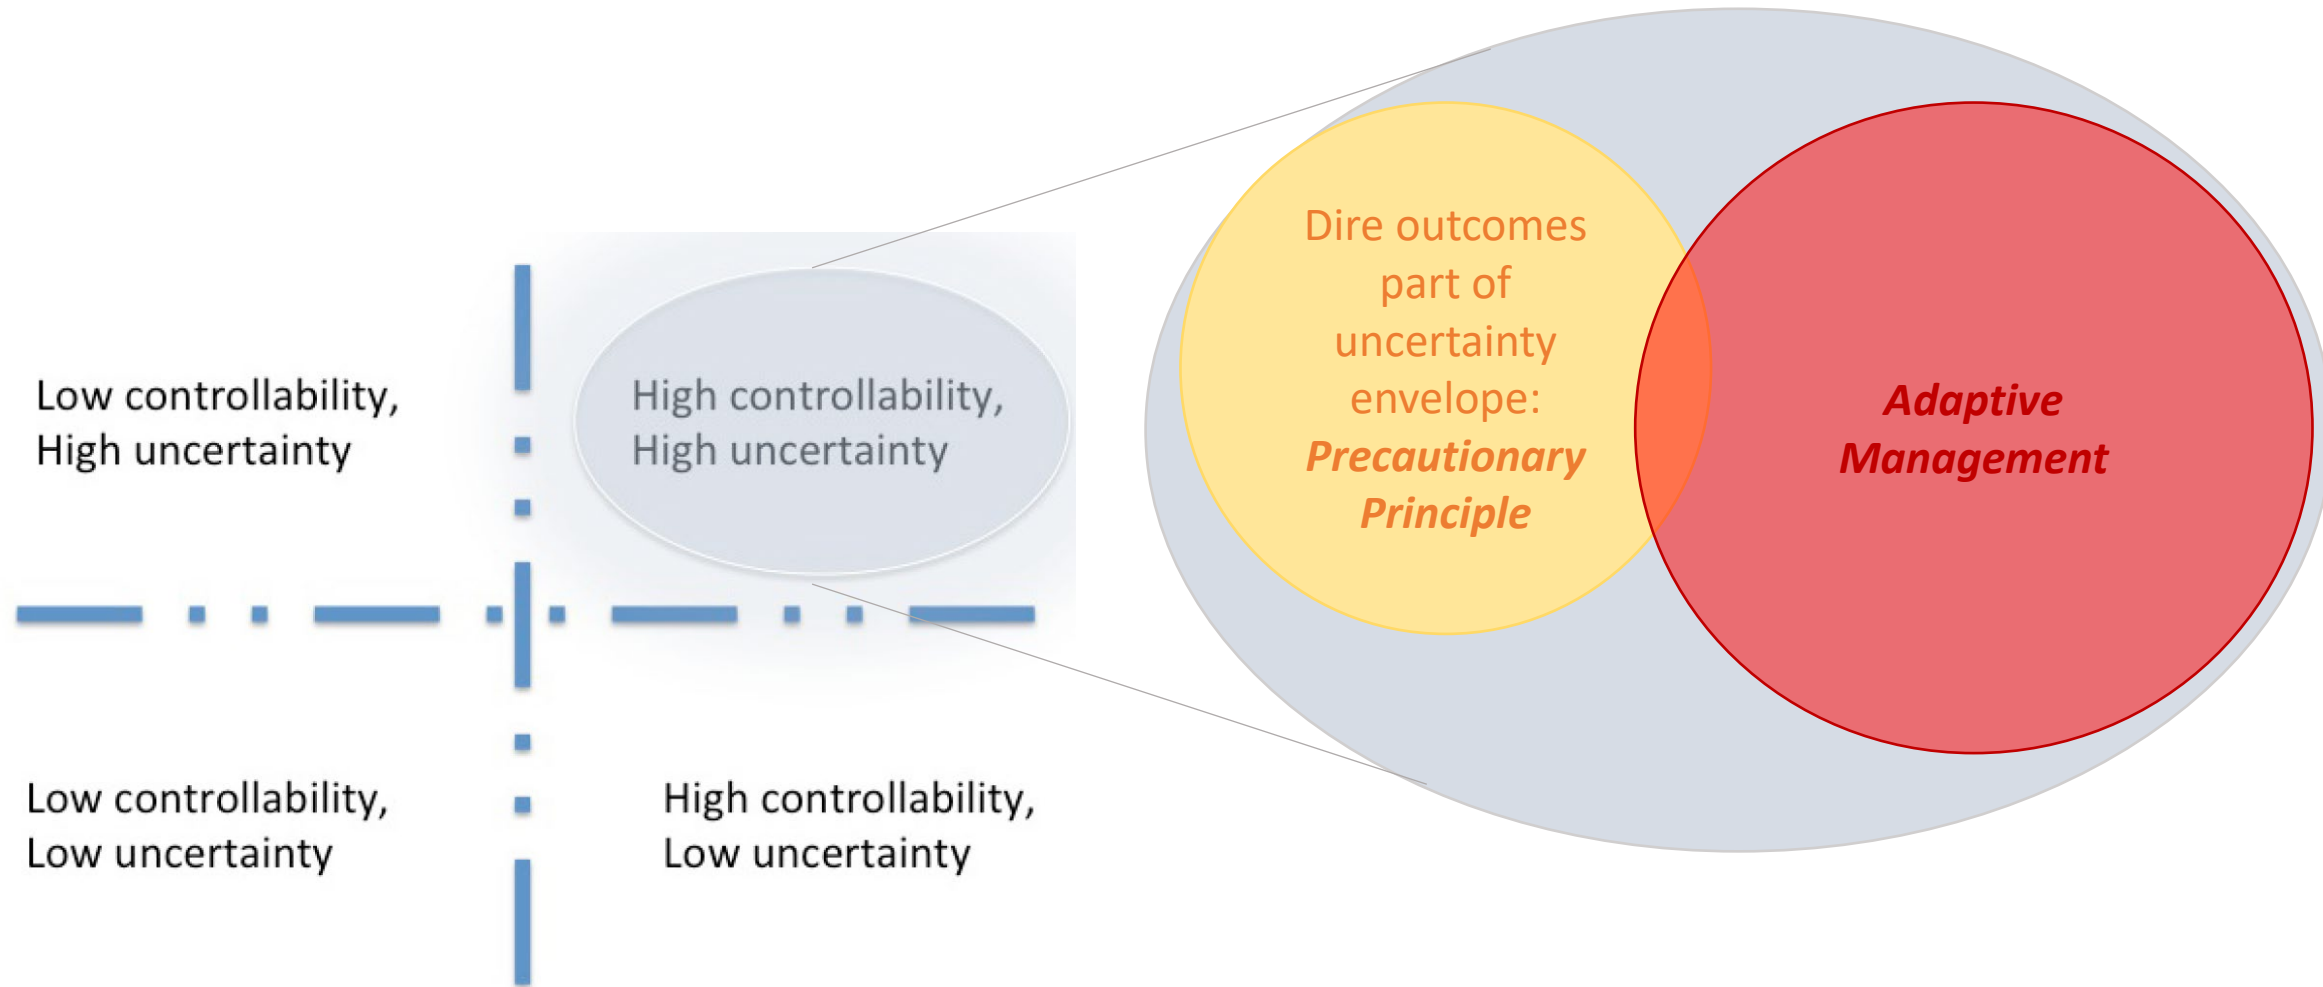 Low controllability,
High uncertainty
High controllability,
High uncertainty
Low controllability,
Low uncertainty
High controllability,
Low uncertainty
Dire outcomes
part of
uncertainty
envelope:
Precautionary
Principle
Adaptive
Management